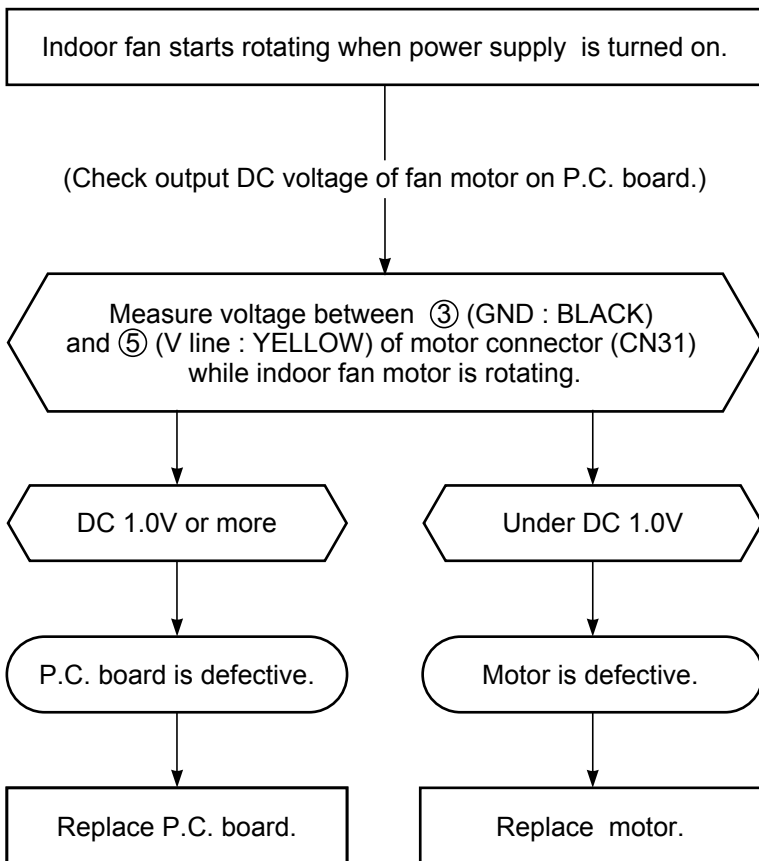 Indoor fan starts rotating when power supply is turned on.
(Check output DC voltage of fan motor on P.C. board.)
Measure voltage between ③ (GND : BLACK)
and ⑤ (V line : YELLOW) of motor connector (CN31)
while indoor fan motor is rotating.
DC 1.0V or more
Under DC 1.0V
P.C. board is defective.
Motor is defective.
Replace P.C. board.
Replace motor.